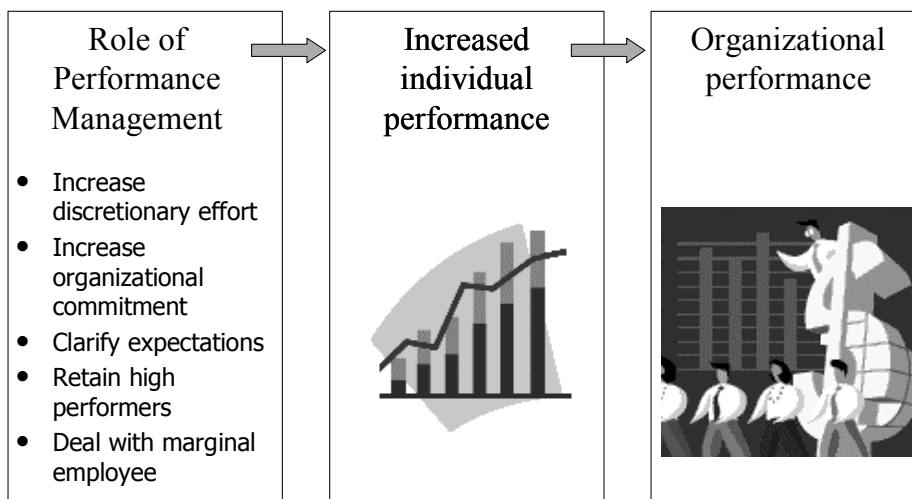 Role of
Performance
Management
• Increase
discretionary effort
• Increase
organizational
commitment
• Clarify expectations
• Retain high
performers
• Deal with marginal
employee
Increased
individual
performance
Organizational
performance